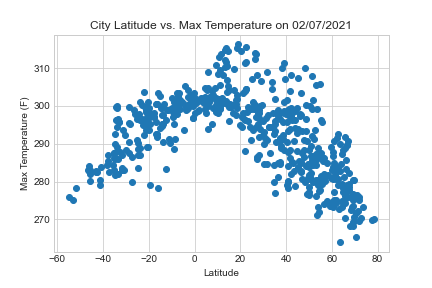 City Latitude vs. Max Temperature on 02/07/2021
310
300
290
280
270
Max Temperature (F)
−60 −40 −20 0 20 40 60 80
Latitude